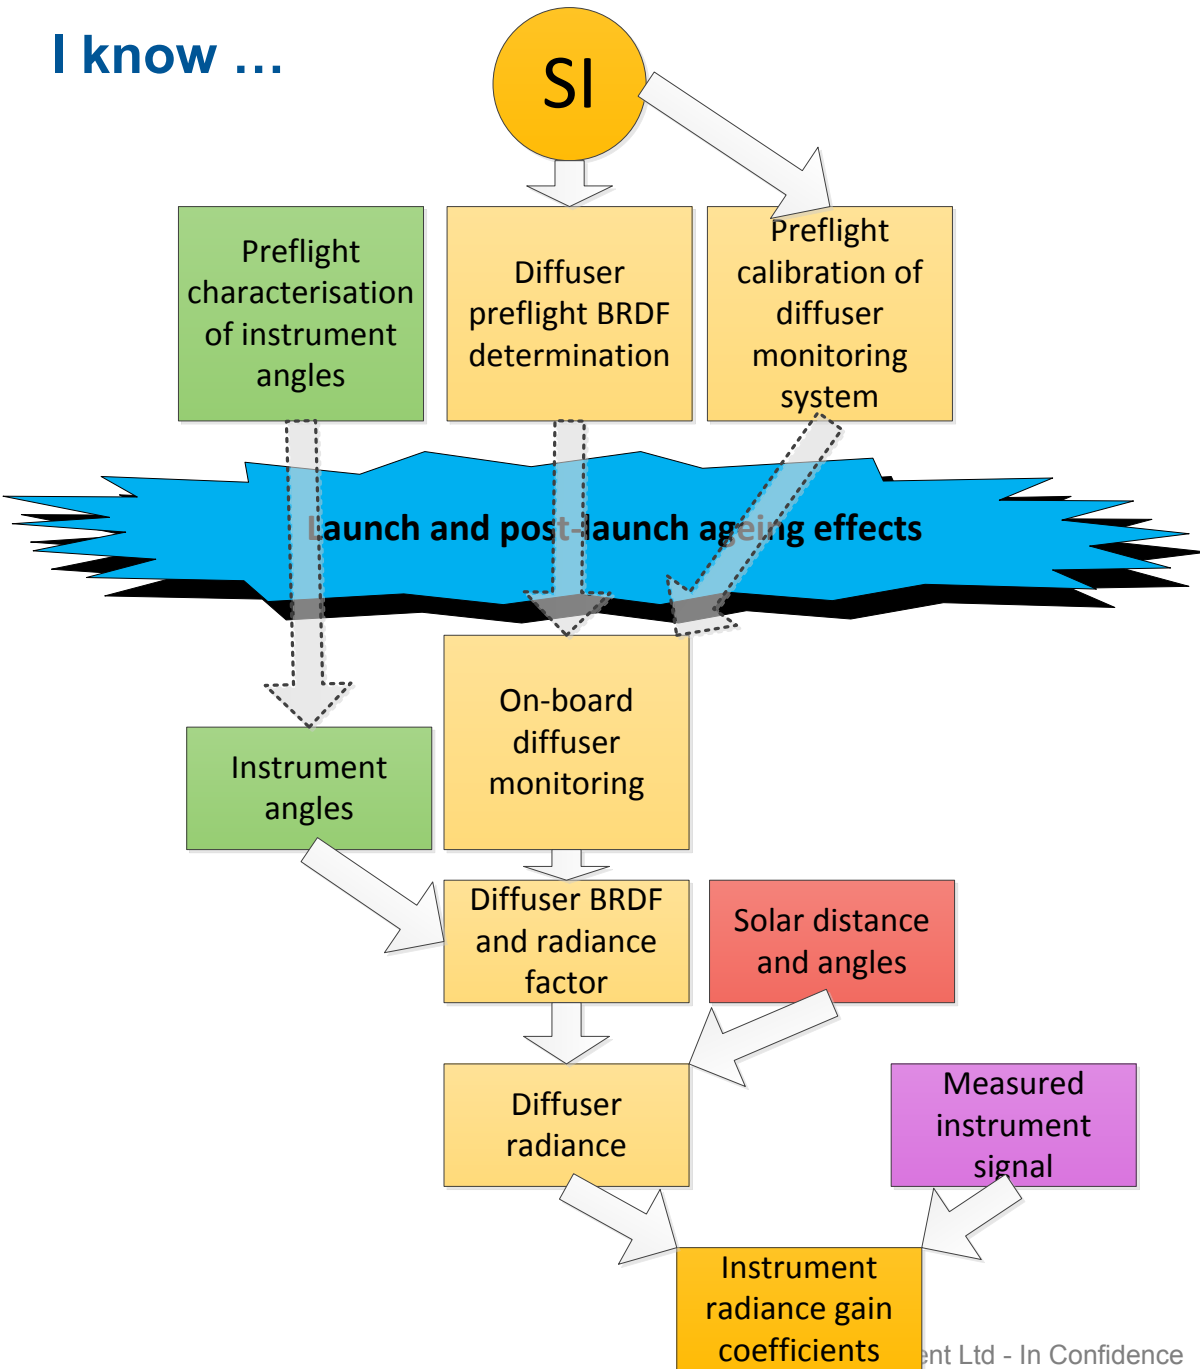 I know …
SI
Preflight
characterisation
of instrument
angles
Diffuser
preflight BRDF
determination
Preflight
calibration of
diffuser
monitoring
system
Launch and post-launch ageing effects
On-board
diffuser
monitoring
Instrument
angles
Diffuser BRDF
and radiance
factor
Solar distance
and angles
Diffuser
radiance
Measured
instrument
signal
Instrument
radiance gain
coefficients
Ltd - In Confidence